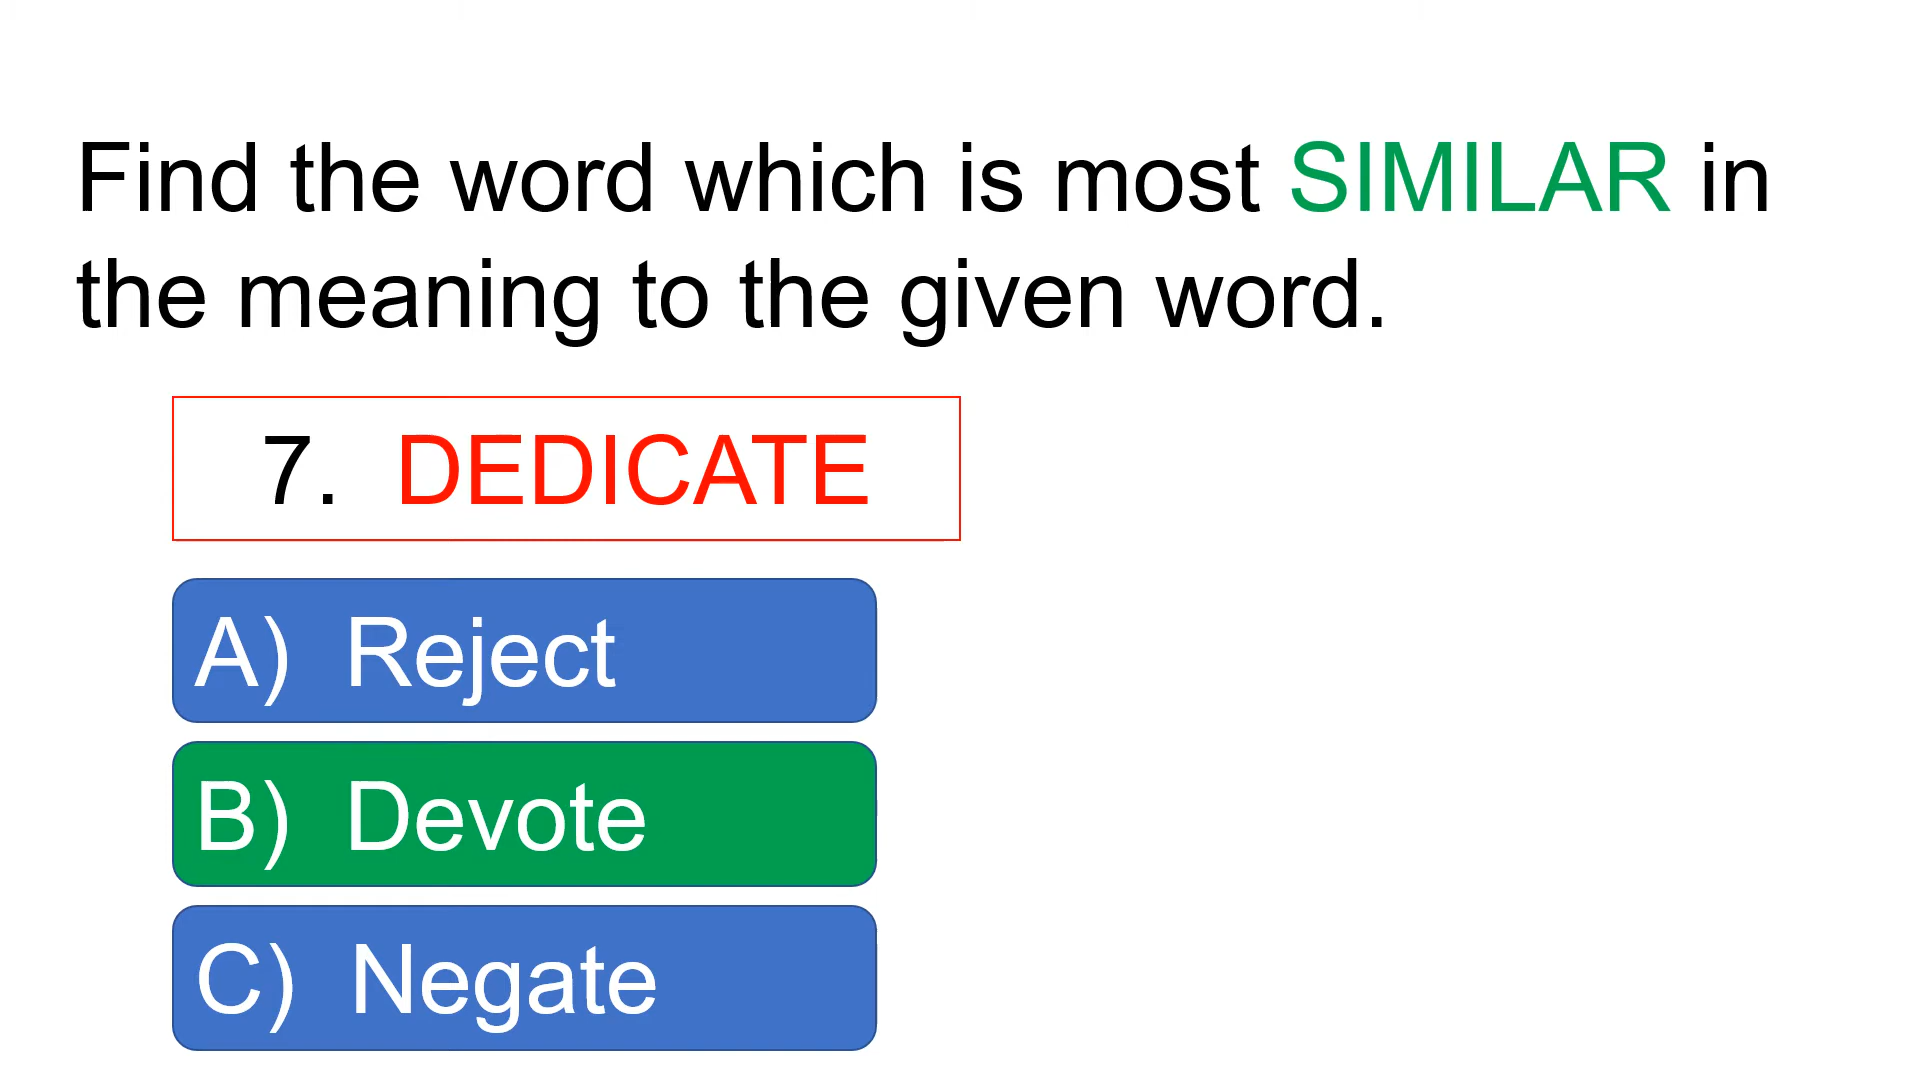 Find the word which is most SIMILAR in
the meaning to the given word.
7. DEDICATE
A) Reject
B) Devote
C) Negate